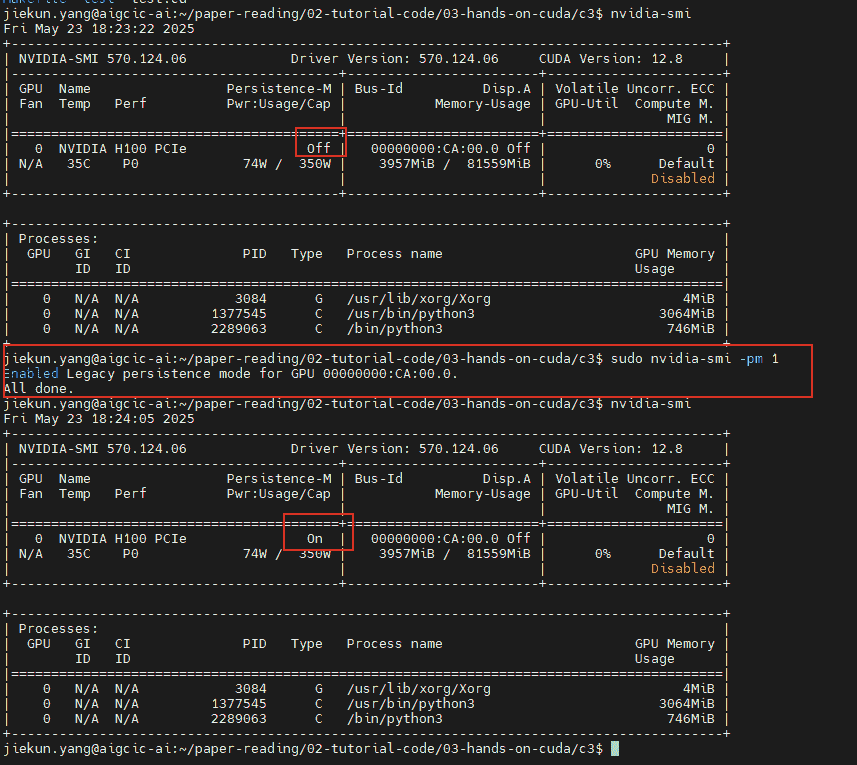 jiekun.yang@aigcic-ai:~/paper-reading/02-tutorial-code/03-hands-on-cuda/c3$ nvidia-smi
Fri May 23 18:23:22 2025
+-----------------------------------------------------------------------------------------+
| NVIDIA-SMI 570.124.06             Driver Version: 570.124.06     CUDA Version: 12.8     |
|-----------------------------------------+------------------------+----------------------+
| GPU  Name                 Persistence-M | Bus-Id          Disp.A | Volatile Uncorr. ECC |
| Fan  Temp   Perf          Pwr:Usage/Cap |           Memory-Usage | GPU-Util  Compute M. |
|                                         |                        |               MIG M. |
|=========================================+========================+======================|
|   0  NVIDIA H100 PCIe               Off |   00000000:CA:00.0 Off |                    0 |
| N/A   35C    P0              74W /  350W |    3957MiB /  81559MiB |      0%      Default |
|                                         |                        |             Disabled |
+-----------------------------------------+------------------------+----------------------+
+-----------------------------------------------------------------------------------------+
| Processes:                                                                              |
|  GPU   GI   CI              PID   Type   Process name                        GPU Memory |
|        ID   ID                                                               Usage      |
|=========================================================================================|
|    0   N/A  N/A            3084      G   /usr/lib/xorg/Xorg                        4MiB |
|    0   N/A  N/A         1377545      C   /usr/bin/python3                       3064MiB |
|    0   N/A  N/A         2289063      C   /bin/python3                            746MiB |
jiekun.yang@aigcic-ai:~/paper-reading/02-tutorial-code/03-hands-on-cuda/c3$ sudo nvidia-smi -pm 1
Enabled Legacy persistence mode for GPU 00000000:CA:00.0.
All done.
jiekun.yang@aigcic-ai:~/paper-reading/02-tutorial-code/03-hands-on-cuda/c3$ nvidia-smi
Fri May 23 18:24:05 2025
+-----------------------------------------------------------------------------------------+
| NVIDIA-SMI 570.124.06             Driver Version: 570.124.06     CUDA Version: 12.8     |
|-----------------------------------------+------------------------+----------------------+
| GPU  Name                 Persistence-M | Bus-Id          Disp.A | Volatile Uncorr. ECC |
| Fan  Temp   Perf          Pwr:Usage/Cap |           Memory-Usage | GPU-Util  Compute M. |
|                                         |                        |               MIG M. |
|=========================================+========================+======================|
|   0  NVIDIA H100 PCIe               On  |   00000000:CA:00.0 Off |                    0 |
| N/A   35C    P0              74W /  350W |    3957MiB /  81559MiB |      0%      Default |
|                                         |                        |             Disabled |
+-----------------------------------------+------------------------+----------------------+
+-----------------------------------------------------------------------------------------+
| Processes:                                                                              |
|  GPU   GI   CI              PID   Type   Process name                        GPU Memory |
|        ID   ID                                                               Usage      |
|=========================================================================================|
|    0   N/A  N/A            3084      G   /usr/lib/xorg/Xorg                        4MiB |
|    0   N/A  N/A         1377545      C   /usr/bin/python3                       3064MiB |
|    0   N/A  N/A         2289063      C   /bin/python3                            746MiB |
+-----------------------------------------------------------------------------------------+
jiekun.yang@aigcic-ai:~/paper-reading/02-tutorial-code/03-hands-on-cuda/c3$